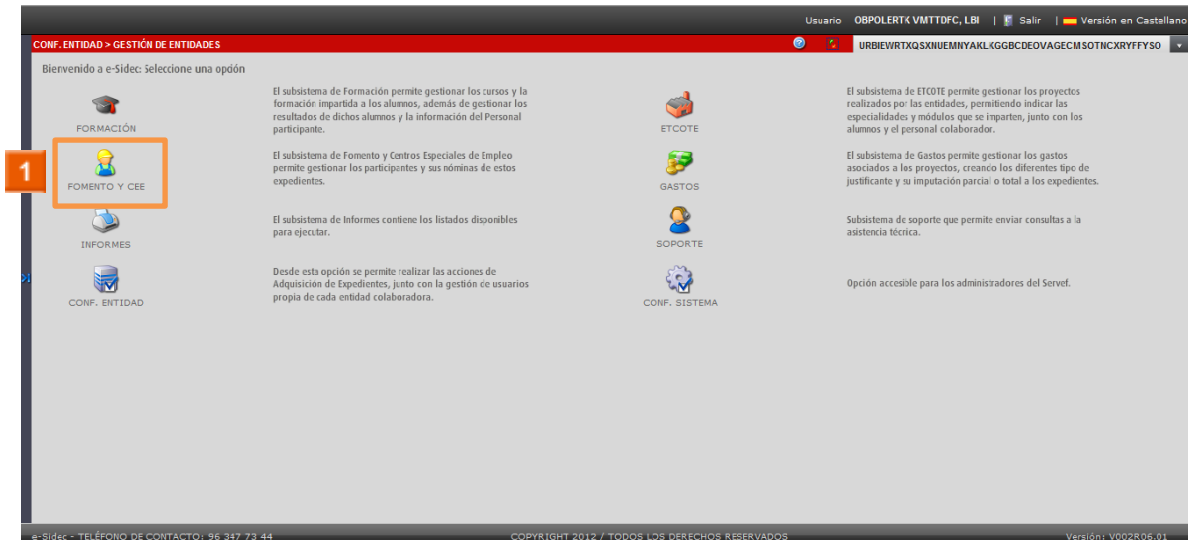 Usuario OBPOLERTK VMTTDFC, LBI | Salir | Versión en Castellano
CONF. ENTIDAD > GESTIÓN DE ENTIDADES
URBIEWRTXQSXNUEMNYAKLKGGBCDEOVAGECMSOTNCXRYFFYSO
Bienvenido a e-Sidec: Seleccione una opción
FORMACIÓN
El subsistema de Formación permite gestionar los cursos y la
formación impartida a los alumnos, además de gestionar los
resultados de dichos alumnos y la información del Personal
participante.
ETCOTE
El subsistema de ETCOTE permite gestionar los proyectos
realizados por las entidades, permitiendo indicar las
especialidades y módulos que se imparten, junto con los
alumnos y el personal colaborador.
1
FOMENTO Y CEE
El subsistema de Fomento y Centros Especiales de Empleo
permite gestionar los participantes y sus nóminas de estos
expedientes.
GASTOS
El subsistema de Gastos permite gestionar los gastos
asociados a los proyectos, creando los diferentes tipo de
justificante y su imputación parcial o total a los expedientes.
INFORMES
El subsistema de Informes contiene los listados disponibles
para ejecutar.
SOPORTE
Subsistema de soporte que permite enviar consultas a la
asistencia técnica.
CONF. ENTIDAD
Desde esta opción se permite realizar las acciones de
Adquisición de Expedientes, junto con la gestión de usuarios
propia de cada entidad colaboradora.
CONF. SISTEMA
Opción accesible para los administradores del Servef.
e-Sidec - TELÉFONO DE CONTACTO: 96 347 73 44
COPYRIGHT 2012 / TODOS LOS DERECHOS RESERVADOS
Versión: V002R06.01